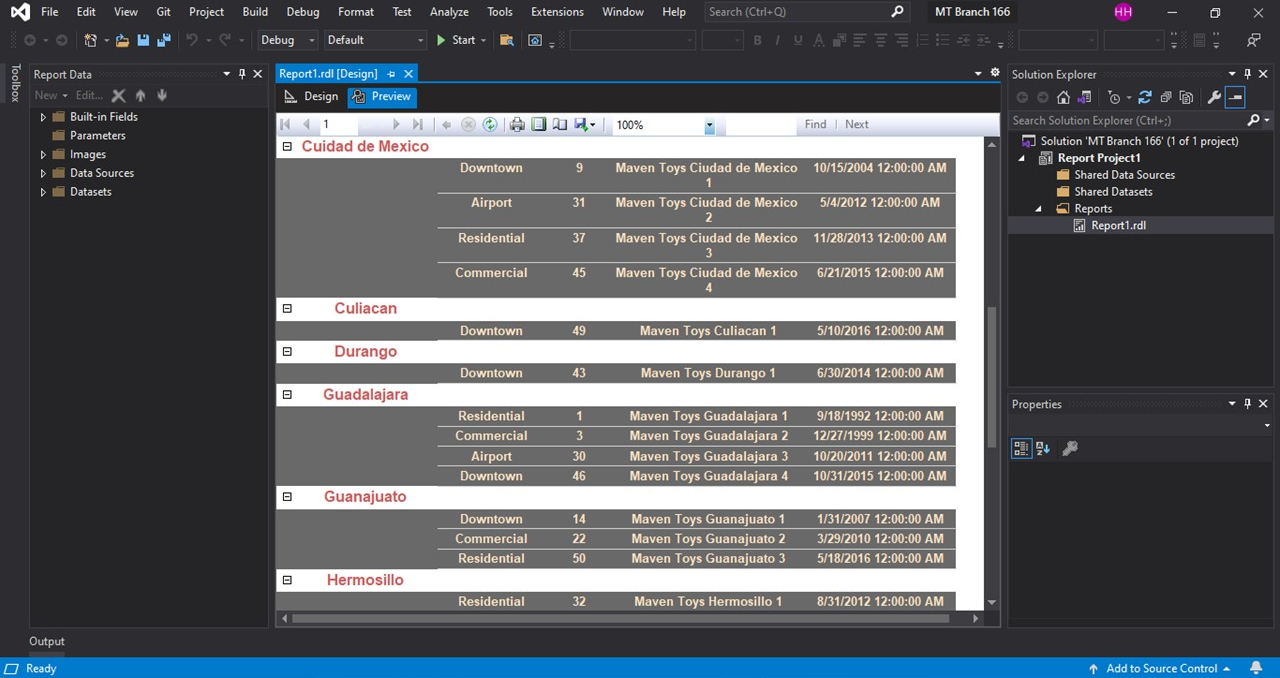 File Edit View Git Project Build Debug Format Test Analyze Tools Extensions Window Help Search (Ctrl+Q) MT Branch 166 HH
Debug Default Start B I U A
Toolbox
Report Data
New Edit...
Built-in Fields
Parameters
Images
Data Sources
Datasets
Report1.rdl [Design]
Design Preview
1 100% Find Next
Cuidad de Mexico
Downtown 9 Maven Toys Ciudad de Mexico 10/15/2004 12:00:00 AM
1
Airport 31 Maven Toys Ciudad de Mexico 5/4/2012 12:00:00 AM
2
Residential 37 Maven Toys Ciudad de Mexico 11/28/2013 12:00:00 AM
3
Commercial 45 Maven Toys Ciudad de Mexico 6/21/2015 12:00:00 AM
4
Culiacan
Downtown 49 Maven Toys Culiacan 1 5/10/2016 12:00:00 AM
Durango
Downtown 43 Maven Toys Durango 1 6/30/2014 12:00:00 AM
Guadalajara
Residential 1 Maven Toys Guadalajara 1 9/18/1992 12:00:00 AM
Commercial 3 Maven Toys Guadalajara 2 12/27/1999 12:00:00 AM
Airport 30 Maven Toys Guadalajara 3 10/20/2011 12:00:00 AM
Downtown 46 Maven Toys Guadalajara 4 10/31/2015 12:00:00 AM
Guanajuato
Downtown 14 Maven Toys Guanajuato 1 1/31/2007 12:00:00 AM
Commercial 22 Maven Toys Guanajuato 2 3/29/2010 12:00:00 AM
Residential 50 Maven Toys Guanajuato 3 5/18/2016 12:00:00 AM
Hermosillo
Residential 32 Maven Toys Hermosillo 1 8/31/2012 12:00:00 AM
Solution Explorer
Search Solution Explorer (Ctrl+;)
Solution 'MT Branch 166' (1 of 1 project)
Report Project1
Shared Data Sources
Shared Datasets
Reports
Report1.rdl
Properties
Output
Ready Add to Source Control